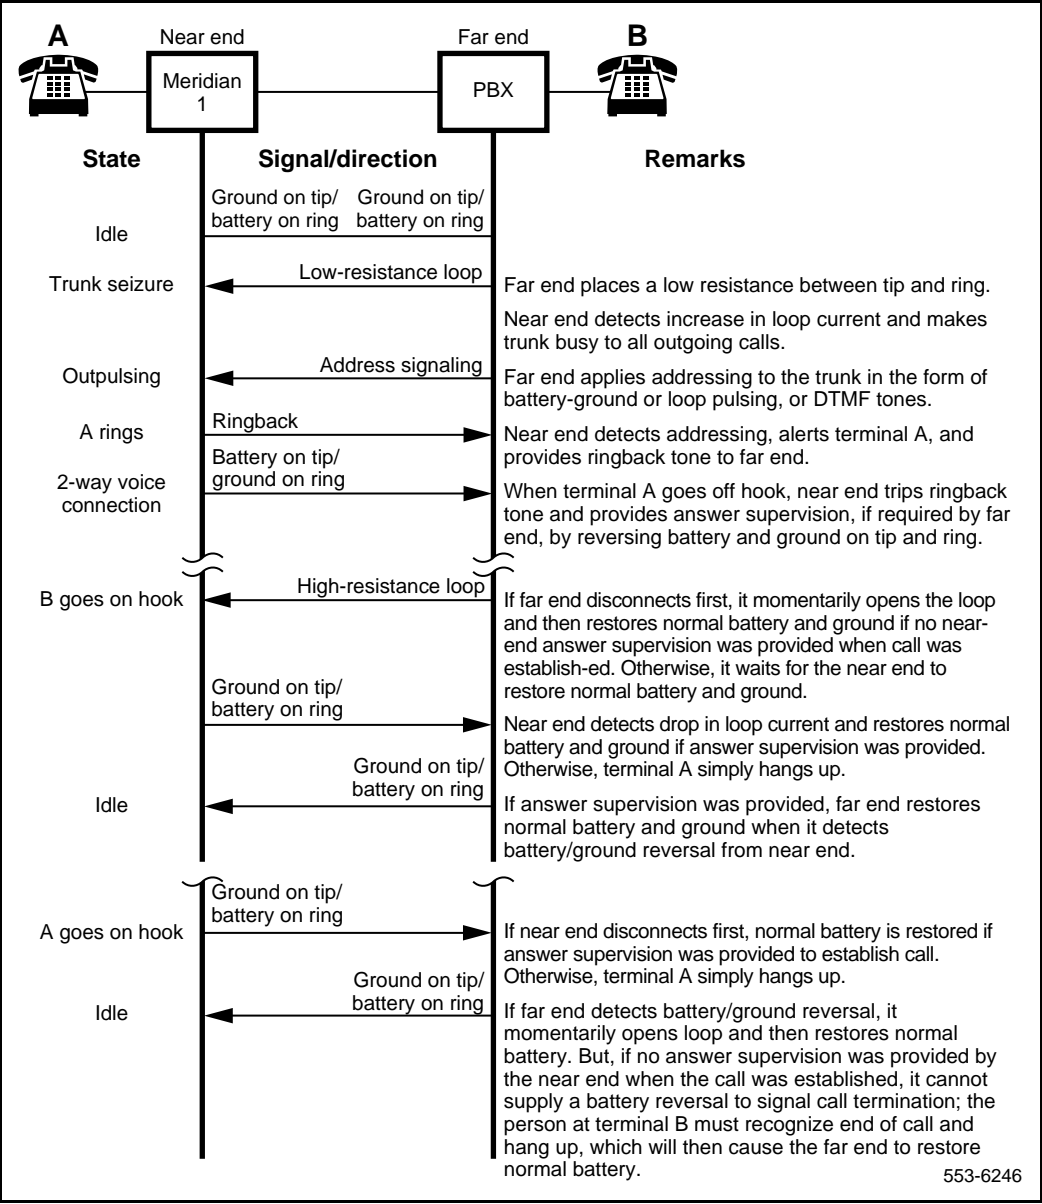 A
Near end
Far end
B
Meridian
1
PBX
State
Signal/direction
Remarks
Ground on tip/
battery on ring
Ground on tip/
battery on ring
Idle
Low-resistance loop
Trunk seizure
Far end places a low resistance between tip and ring.
Near end detects increase in loop current and makes
trunk busy to all outgoing calls.
Address signaling
Outpulsing
Far end applies addressing to the trunk in the form of
battery-ground or loop pulsing, or DTMF tones.
Ringback
A rings
Near end detects addressing, alerts terminal A, and
provides ringback tone to far end.
Battery on tip/
ground on ring
2-way voice
connection
When terminal A goes off hook, near end trips ringback
tone and provides answer supervision, if required by far
end, by reversing battery and ground on tip and ring.
High-resistance loop
B goes on hook
If far end disconnects first, it momentarily opens the loop
and then restores normal battery and ground if no near-
end answer supervision was provided when call was
establish-ed. Otherwise, it waits for the near end to
restore normal battery and ground.
Ground on tip/
battery on ring
Near end detects drop in loop current and restores normal
battery and ground if answer supervision was provided.
Otherwise, terminal A simply hangs up.
Ground on tip/
battery on ring
Idle
If answer supervision was provided, far end restores
normal battery and ground when it detects
battery/ground reversal from near end.
Ground on tip/
battery on ring
A goes on hook
If near end disconnects first, normal battery is restored if
answer supervision was provided to establish call.
Otherwise, terminal A simply hangs up.
Ground on tip/
battery on ring
Idle
If far end detects battery/ground reversal, it
momentarily opens loop and then restores normal
battery. But, if no answer supervision was provided by
the near end when the call was established, it cannot
supply a battery reversal to signal call termination; the
person at terminal B must recognize end of call and
hang up, which will then cause the far end to restore
normal battery.
553-6246